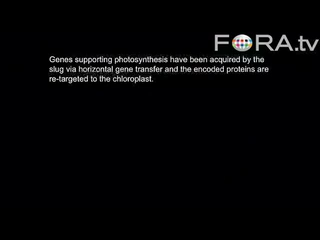 FORA.tv
Genes supporting photosynthesis have been acquired by the
slug via horizontal gene transfer and the encoded proteins are
re-targeted to the chloroplast.